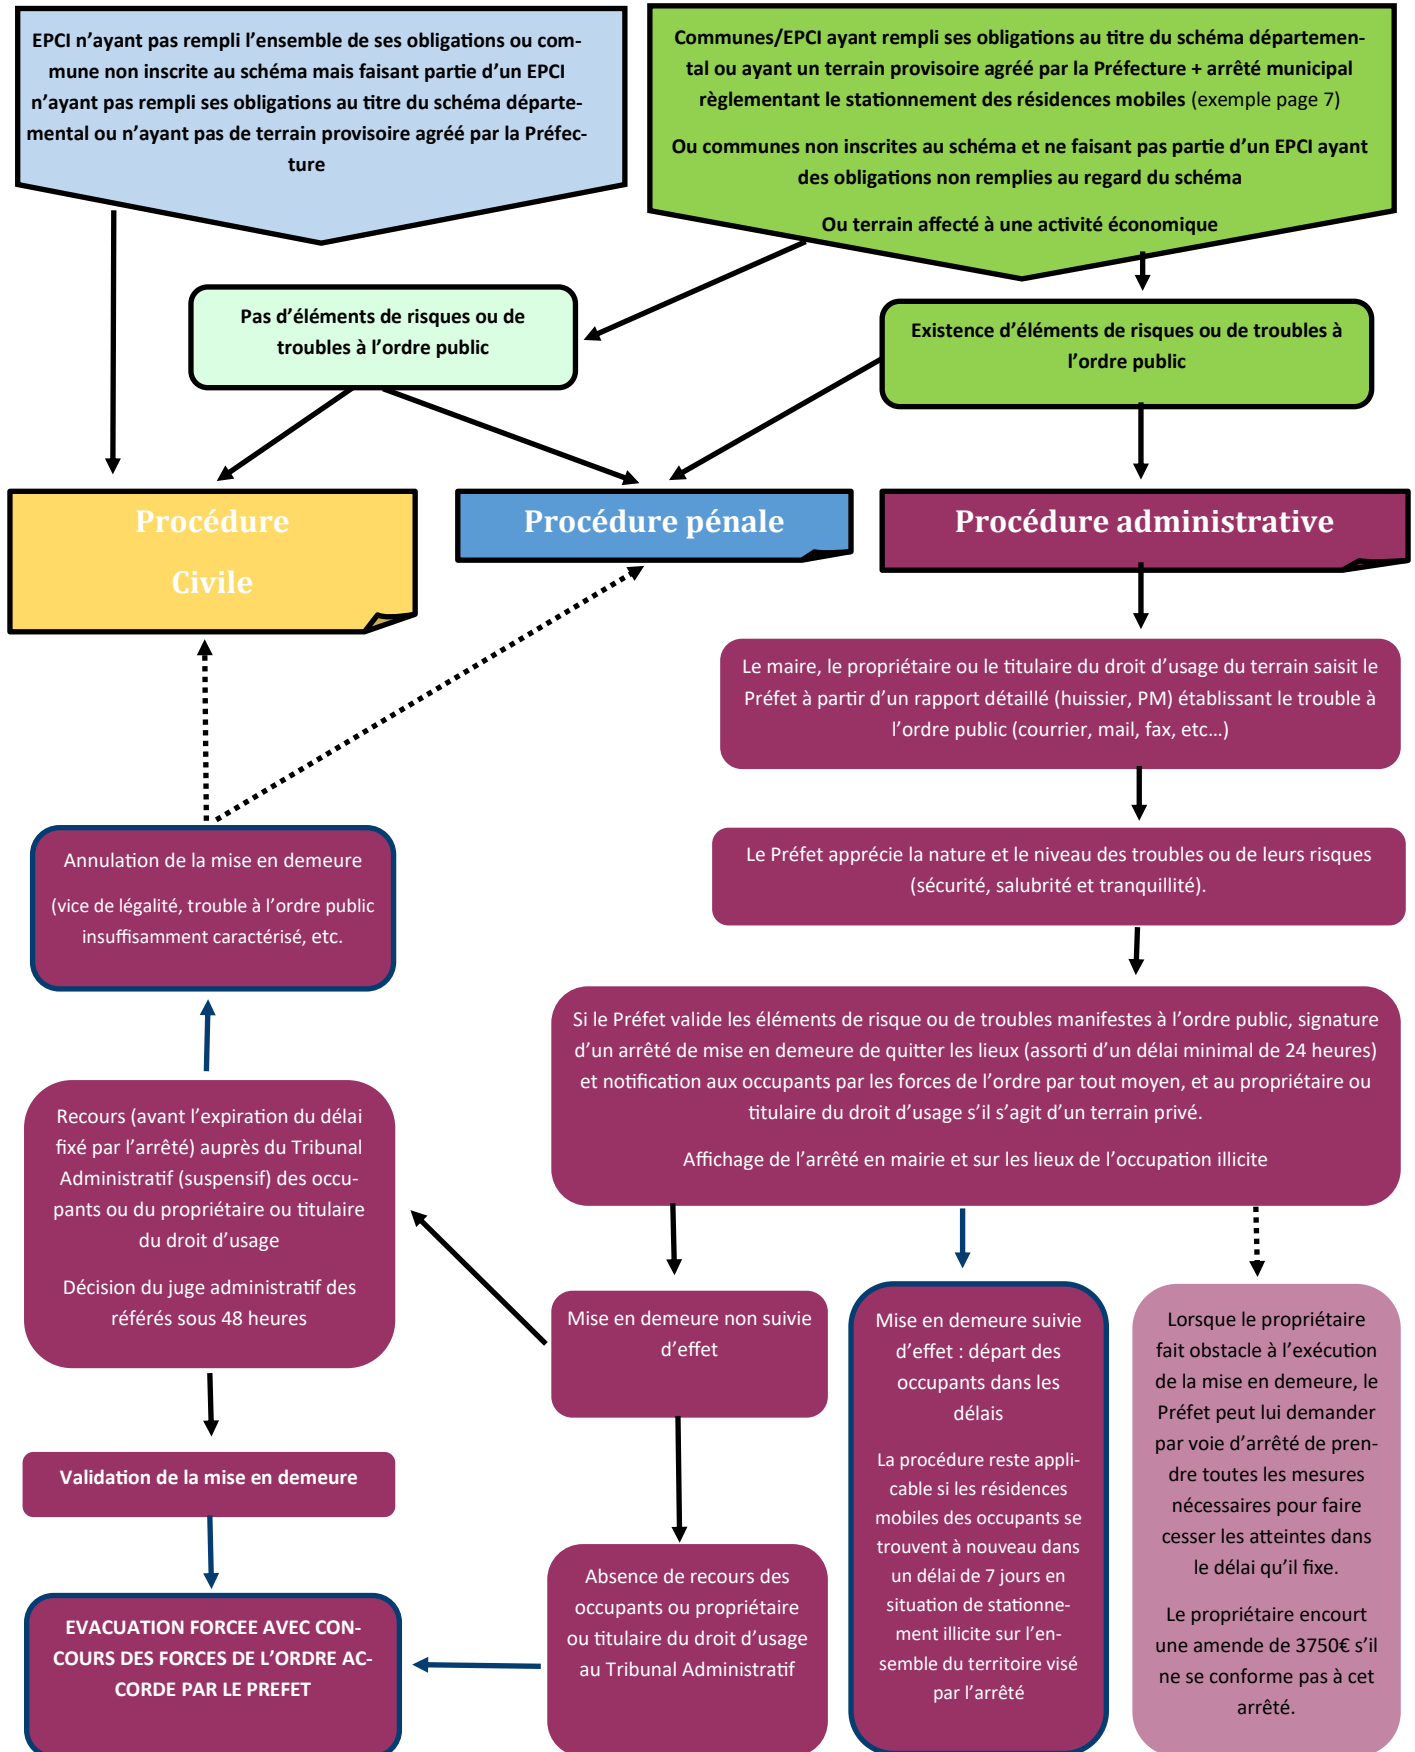 EPCI n’ayant pas rempli l’ensemble de ses obligations ou com-
mune non inscrite au schéma mais faisant partie d’un EPCI
n’ayant pas rempli ses obligations au titre du schéma départe-
mental ou n’ayant pas de terrain provisoire agréé par la Préfec-
ture
Communes/EPCI ayant rempli ses obligations au titre du schéma départemen-
tal ou ayant un terrain provisoire agréé par la Préfecture + arrêté municipal
règlementant le stationnement des résidences mobiles (exemple page 7)
Ou communes non inscrites au schéma et ne faisant pas partie d’un EPCI ayant
des obligations non remplies au regard du schéma
Ou terrain affecté à une activité économique
Pas d’éléments de risques ou de
troubles à l’ordre public
Existence d’éléments de risques ou de troubles à
l’ordre public
Procédure
Civile
Procédure pénale
Procédure administrative
Le maire, le propriétaire ou le titulaire du droit d’usage du terrain saisit le
Préfet à partir d’un rapport détaillé (huissier, PM) établissant le trouble à
l’ordre public (courrier, mail, fax, etc…)
Le Préfet apprécie la nature et le niveau des troubles ou de leurs risques
(sécurité, salubrité et tranquillité).
Annulation de la mise en demeure
(vice de légalité, trouble à l’ordre public
insuffisamment caractérisé, etc.
Si le Préfet valide les éléments de risque ou de troubles manifestes à l’ordre public, signature
d’un arrêté de mise en demeure de quitter les lieux (assorti d’un délai minimal de 24 heures)
et notification aux occupants par les forces de l’ordre par tout moyen, et au propriétaire ou
titulaire du droit d’usage s’il s’agit d’un terrain privé.
Affichage de l’arrêté en mairie et sur les lieux de l’occupation illicite
Recours (avant l’expiration du délai
fixé par l’arrêté) auprès du Tribunal
Administratif (suspensif) des occu-
pants ou du propriétaire ou titulaire
du droit d’usage
Décision du juge administratif des
référés sous 48 heures
Mise en demeure non suivie
d’effet
Mise en demeure suivie
d’effet : départ des
occupants dans les
délais
La procédure reste appli-
cable si les résidences
mobiles des occupants se
trouvent à nouveau dans
un délai de 7 jours en
situation de stationne-
ment illicite sur l’en-
semble du territoire visé
par l’arrêté
Lorsque le propriétaire
fait obstacle à l’exécution
de la mise en demeure, le
Préfet peut lui demander
par voie d’arrêté de pren-
dre toutes les mesures
nécessaires pour faire
cesser les atteintes dans
le délai qu’il fixe.
Le propriétaire encourt
une amende de 3750€ s’il
ne se conforme pas à cet
arrêté.
Validation de la mise en demeure
Absence de recours des
occupants ou propriétaire
ou titulaire du droit d’usage
au Tribunal Administratif
EVACUATION FORCEE AVEC CON-
COURS DES FORCES DE L’ORDRE AC-
CORDE PAR LE PREFET